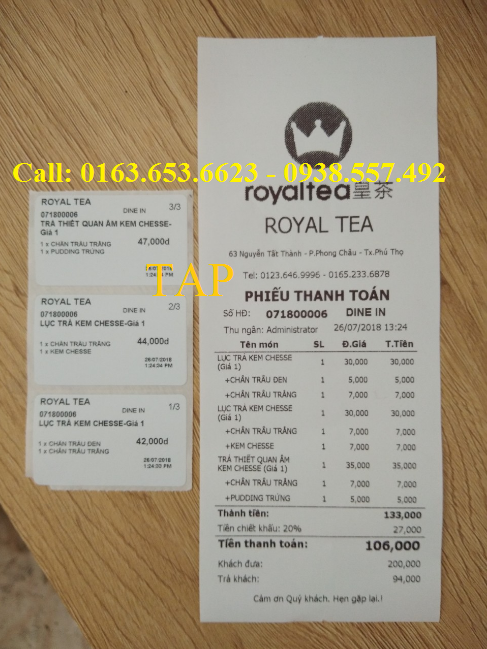 Call: 0163.653.6623 - 0938.557.492
TAP
ROYAL TEA
3/3
071800006
DINE IN
TRÀ THIẾT QUAN ÂM KEM CHESSE-
Giá 1
1 x CHÂN TRÂU TRẮNG 47,000đ
1 x PUDDING TRỨNG
ROYAL TEA
2/3
071800006
DINE IN
LỤC TRÀ KEM CHESSE-Giá 1
1 x CHÂN TRÂU TRẮNG 44,000đ
1 x KEM CHESSE
26/07/2018
1:24:04 PM
ROYAL TEA
1/3
071800006
DINE IN
LỤC TRÀ KEM CHESSE-Giá 1
1 x CHÂN TRÂU ĐEN 42,000đ
1 x CHÂN TRÂU TRẮNG
26/07/2018
1:24:03 PM
royaltea皇茶
ROYAL TEA
63 Nguyễn Tất Thành - P.Phong Châu - Tx.Phú Thọ
Tel: 0123.646.9996 - 0165.233.6878
PHIẾU THANH TOÁN
Số HĐ: 071800006 DINE IN
Thu ngân: Administrator 26/07/2018 13:24
Tên món SL Đ.Giá T.Tiền
LỤC TRÀ KEM CHESSE 1 30,000 30,000
(Giá 1)
+CHÂN TRÂU ĐEN 1 5,000 5,000
+CHÂN TRÂU TRẮNG 1 7,000 7,000
LỤC TRÀ KEM CHESSE 1 30,000 30,000
(Giá 1)
+CHÂN TRÂU TRẮNG 1 7,000 7,000
+KEM CHESSE 1 7,000 7,000
TRÀ THIẾT QUAN ÂM 1 35,000 35,000
KEM CHESSE (Giá 1)
+CHÂN TRÂU TRẮNG 1 7,000 7,000
+PUDDING TRỨNG 1 5,000 5,000
Thành tiền: 133,000
Tiền chiết khấu: 20% 27,000
Tiền thanh toán: 106,000
Khách đưa: 200,000
Trả khách: 94,000
Cảm ơn Quý khách. Hẹn gặp lại.!